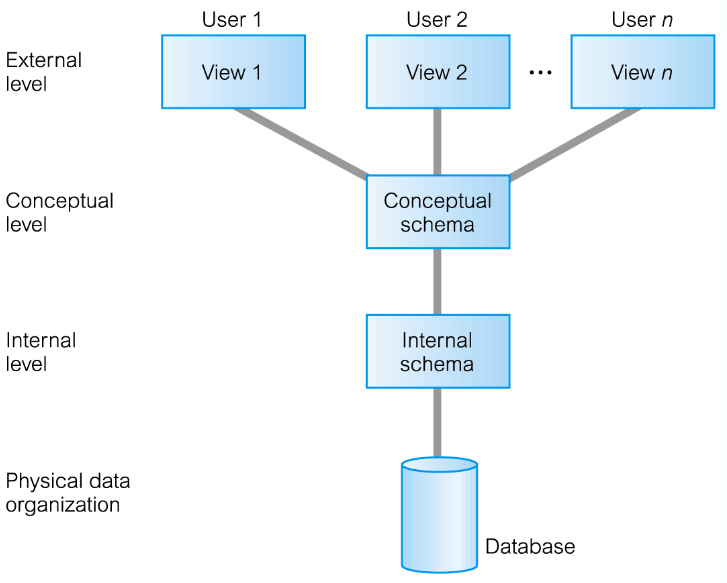 User 1
User 2
User n
External
level
View 1
View 2
...
View n
Conceptual
level
Conceptual
schema
Internal
level
Internal
schema
Physical data
organization
Database